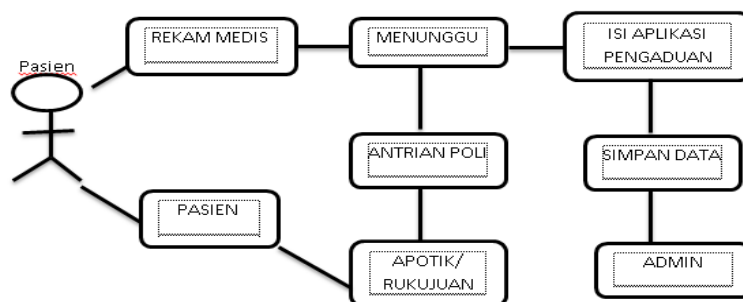 REKAM MEDIS
MENUNGGU
ISI APLIKASI
PENGADUAN
Pasien
ANTRIAN POLI
SIMPAN DATA
PASIEN
APOTIK/
RUKUJUAN
ADMIN